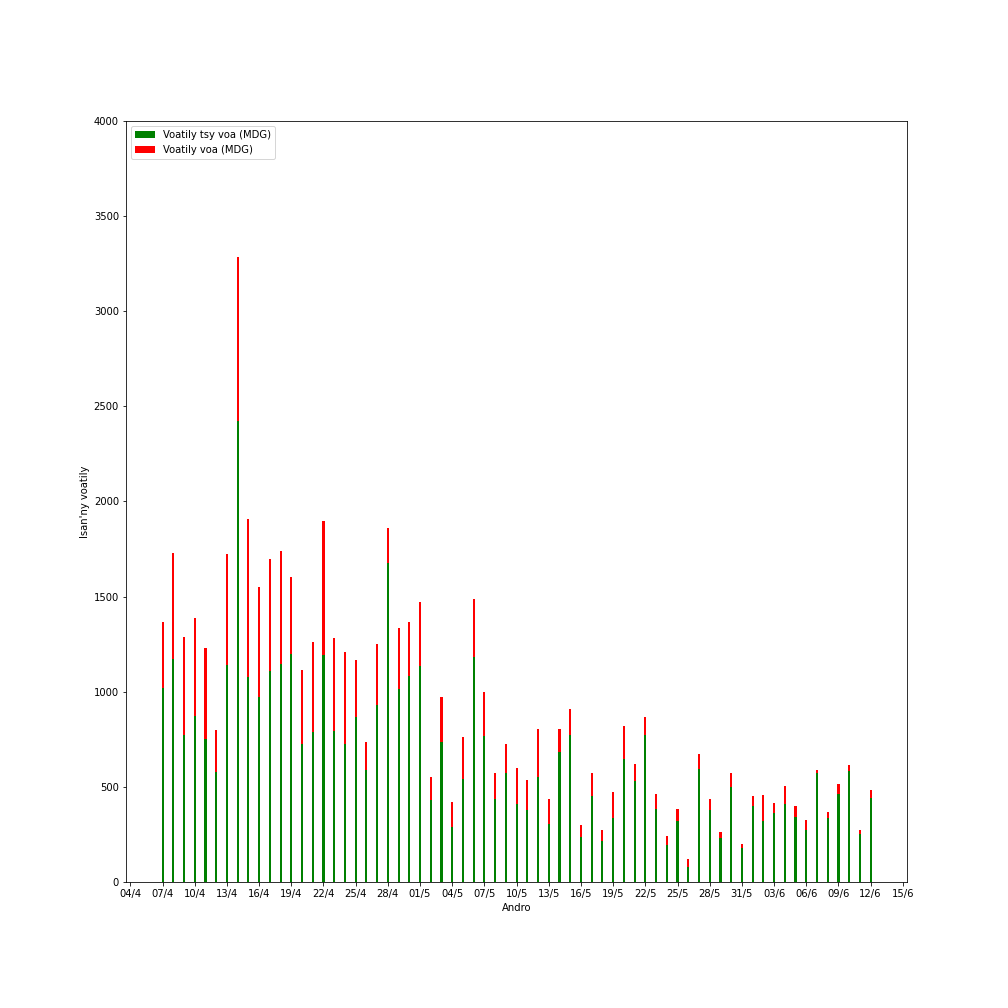 Voatily tsy voa (MDG)
Voatily voa (MDG)
4000
3500
3000
2500
2000
1500
1000
500
0
Isan'ny voatily
04/4 07/4 10/4 13/4 16/4 19/4 22/4 25/4 28/4 01/5 04/5 07/5 10/5 13/5 16/5 19/5 22/5 25/5 28/5 31/5 03/6 06/6 09/6 12/6 15/6
Andro